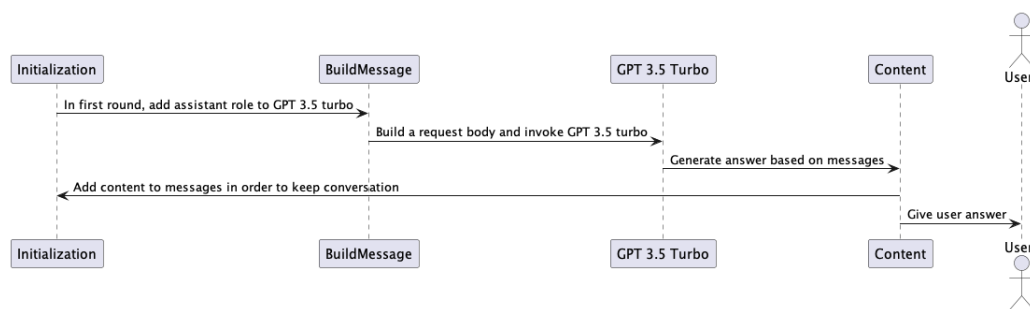 Initialization
BuildMessage
GPT 3.5 Turbo
Content
User
In first round, add assistant role to GPT 3.5 turbo
Build a request body and invoke GPT 3.5 turbo
Generate answer based on messages
Add content to messages in order to keep conversation
Give user answer
Initialization
BuildMessage
GPT 3.5 Turbo
Content
User